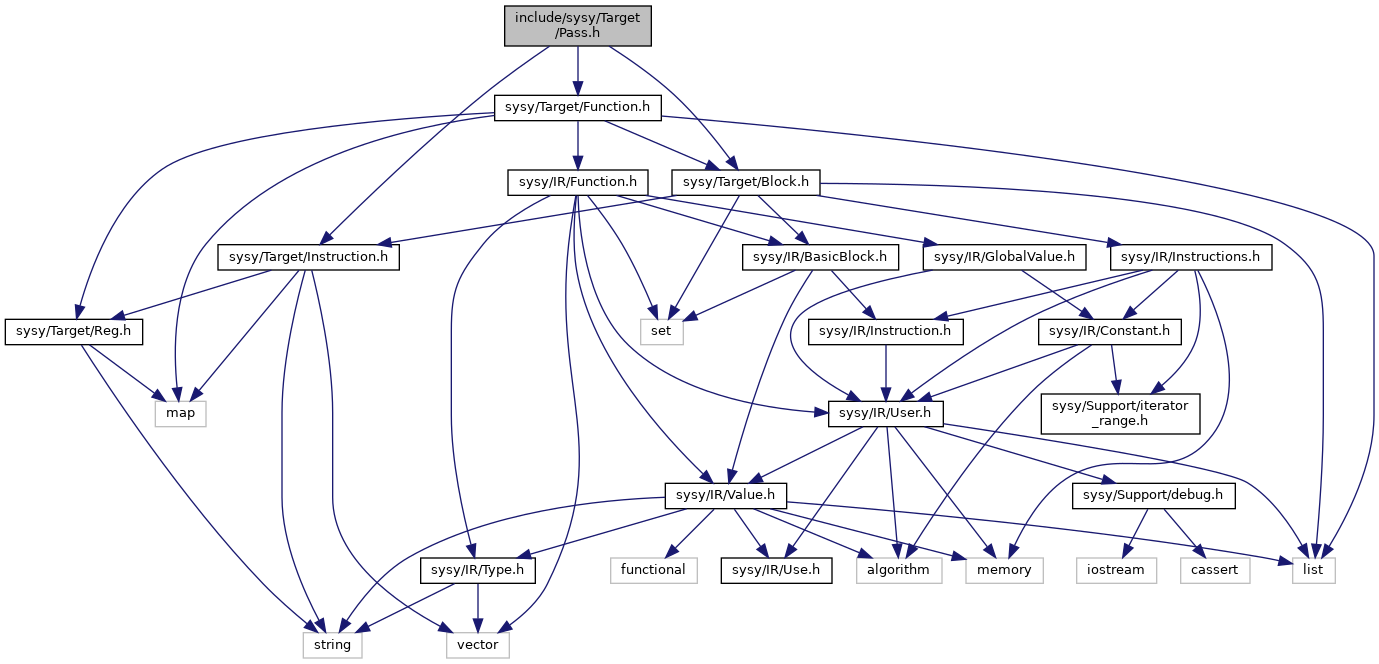 include/sysy/Target
/Pass.h
sysy/Target/Function.h
sysy/IR/Function.h
sysy/Target/Block.h
sysy/Target/Instruction.h
sysy/IR/BasicBlock.h
sysy/IR/GlobalValue.h
sysy/IR/Instructions.h
sysy/Target/Reg.h
set
sysy/IR/Instruction.h
sysy/IR/Constant.h
map
sysy/IR/User.h
sysy/Support/iterator
_range.h
sysy/IR/Value.h
sysy/Support/debug.h
sysy/IR/Type.h
functional
sysy/IR/Use.h
algorithm
memory
iostream
cassert
list
string
vector